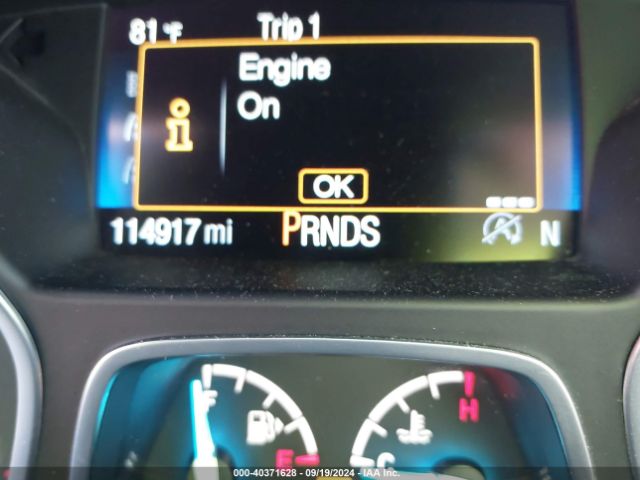 81°F Trip 1
Engine
On
OK
114917 mi PRNDS N
F H
E C
000-40371628 - 09/19/2024 - IAA Inc.